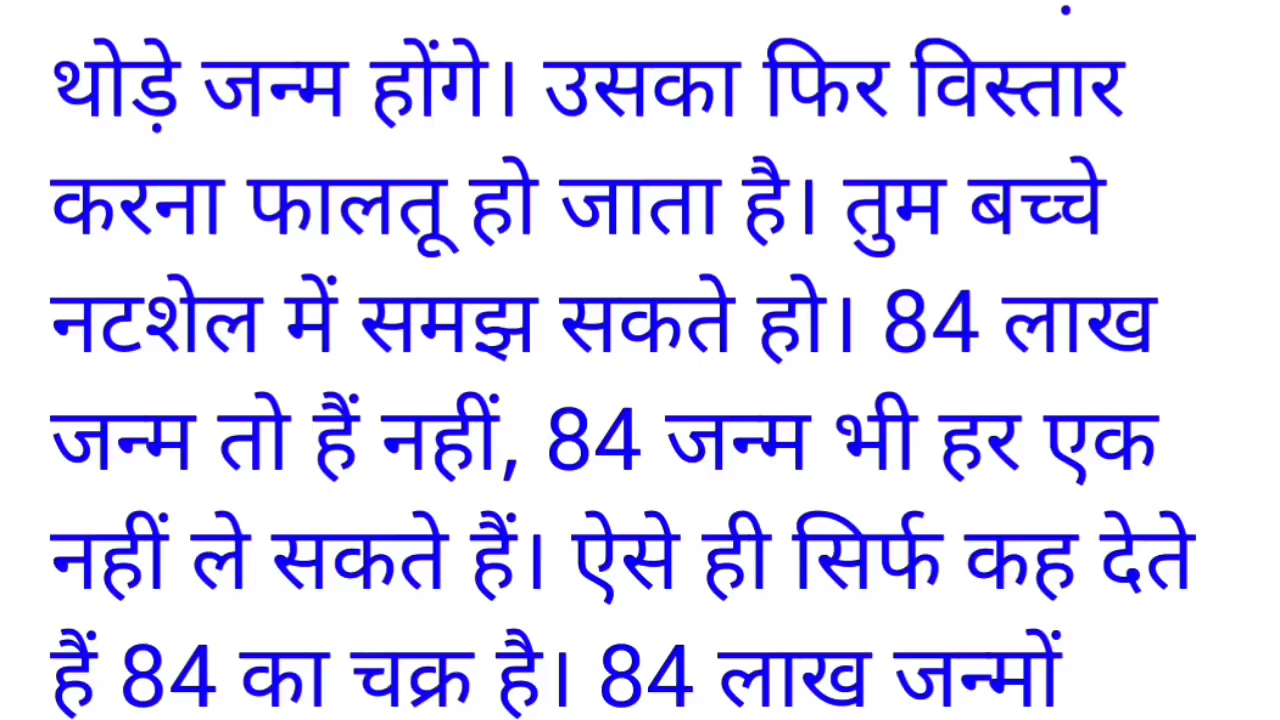 थोड़े जन्म होंगे। उसका फिर विस्तार
करना फालतू हो जाता है। तुम बच्चे
नटशेल में समझ सकते हो। 84 लाख
जन्म तो हैं नहीं, 84 जन्म भी हर एक
नहीं ले सकते हैं। ऐसे ही सिर्फ कह देते
हैं 84 का चक्र है। 84 लाख जन्मों